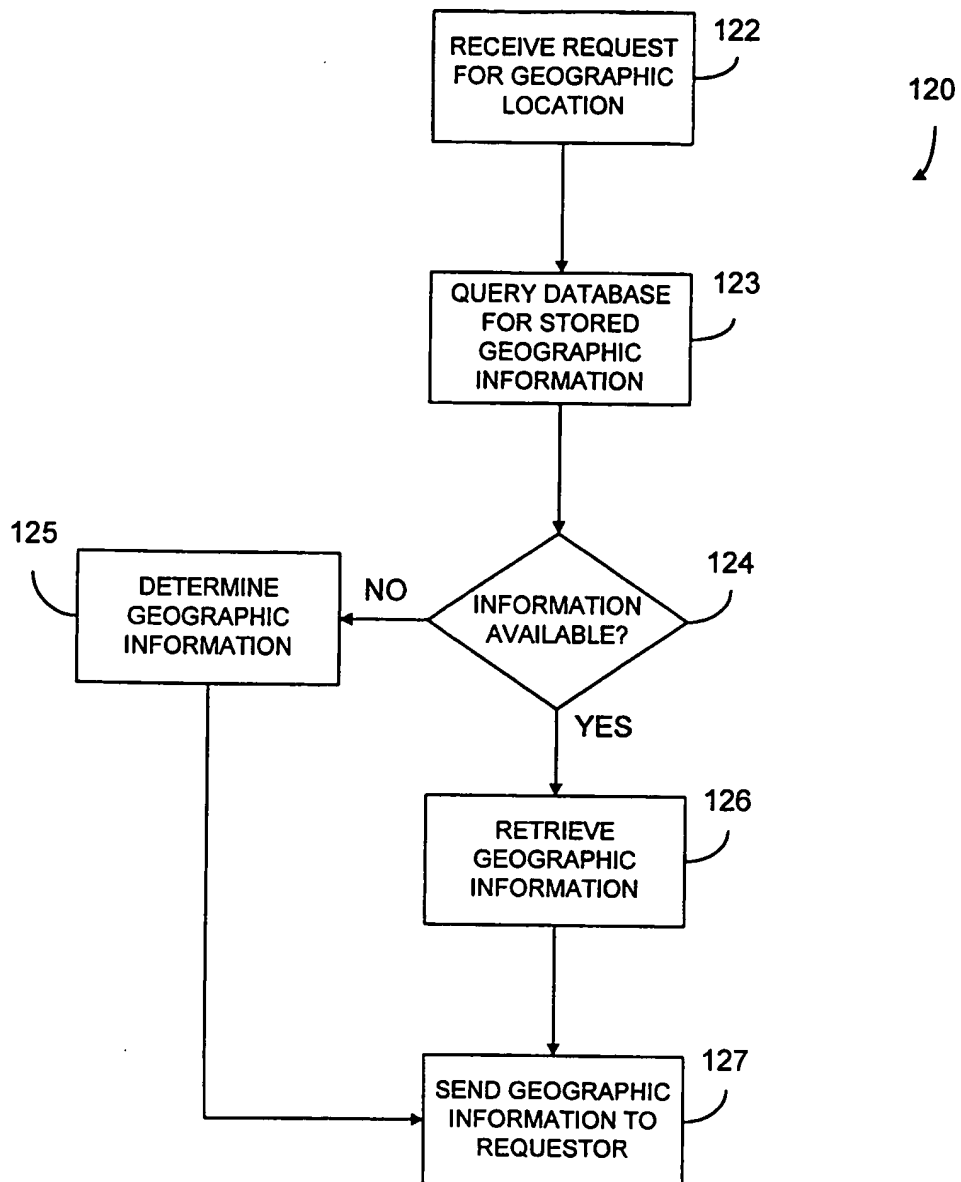 RECEIVE REQUEST
FOR GEOGRAPHIC
LOCATION
122
120
QUERY DATABASE
FOR STORED
GEOGRAPHIC
INFORMATION
123
125
DETERMINE
GEOGRAPHIC
INFORMATION
NO
INFORMATION
AVAILABLE?
124
YES
RETRIEVE
GEOGRAPHIC
INFORMATION
126
SEND GEOGRAPHIC
INFORMATION TO
REQUESTOR
127